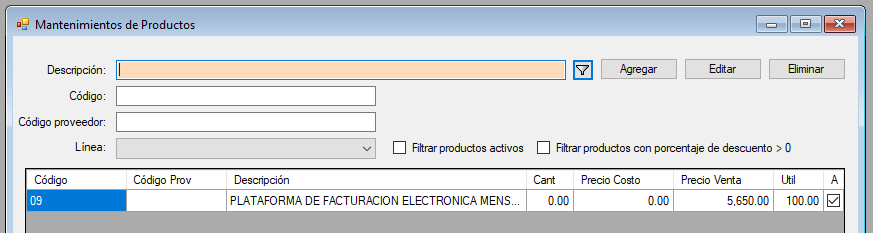 Mantenimientos de Productos
Descripción:
Agregar
Editar
Eliminar
Código:
Código proveedor:
Línea:
Filtrar productos activos
Filtrar productos con porcentaje de descuento > 0
Código Código Prov Descripción Cant Precio Costo Precio Venta Util A
09 PLATAFORMA DE FACTURACION ELECTRONICA MENS... 0.00 0.00 5,650.00 100.00